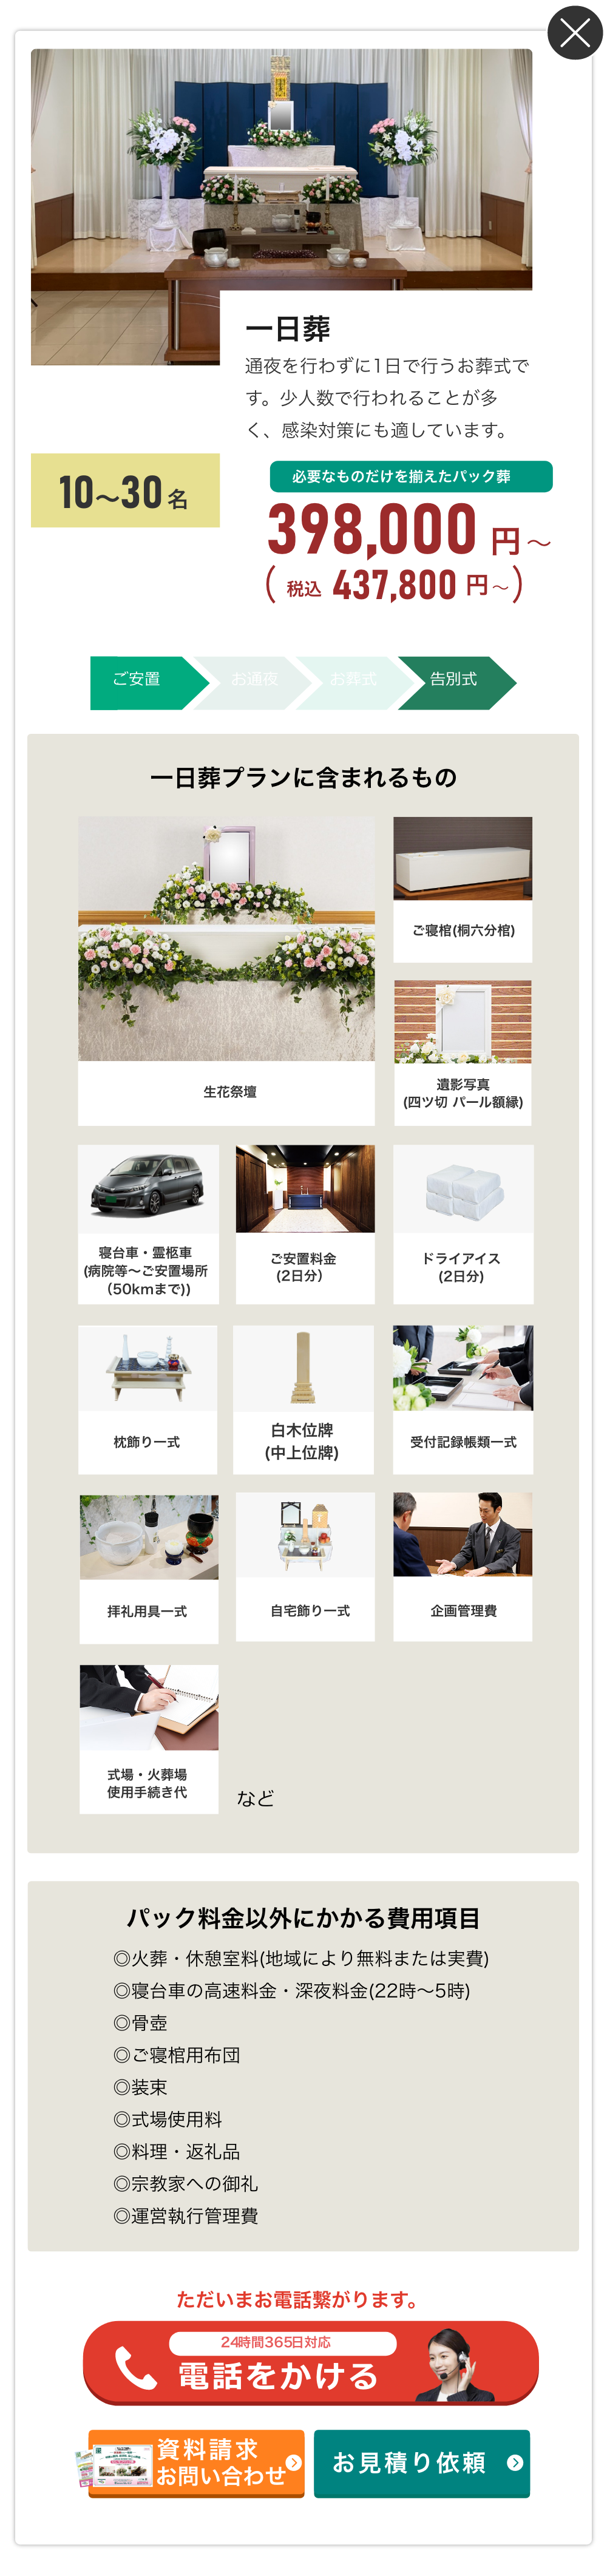 一日葬
通夜を行わずに1日で行うお葬式で
す。少人数で行われることが多
く、感染対策にも適しています。
10〜30名
必要なものだけを揃えたパック葬
398,000 円〜
( 税込 437,800 円〜)
ご安置 お通夜 お葬式 告別式
一日葬プランに含まれるもの
生花祭壇
ご寝棺(桐六分棺)
遺影写真
(四ツ切 パール額縁)
寝台車・霊柩車
(病院等〜ご安置場所
（50kmまで))
ご安置料金
(2日分）
ドライアイス
(2日分)
枕飾り一式
白木位牌
(中上位牌)
受付記録帳類一式
拝礼用具一式
自宅飾り一式
企画管理費
式場・火葬場
使用手続き代
など
パック料金以外にかかる費用項目
◎火葬・休憩室料(地域により無料または実費)
◎寝台車の高速料金・深夜料金(22時〜5時)
◎骨壺
◎ご寝棺用布団
◎装束
◎式場使用料
◎料理・返礼品
◎宗教家への御礼
◎運営執行管理費
ただいまお電話繋がります。
24時間365日対応
電話をかける
資料請求
お問い合わせ
お見積り依頼